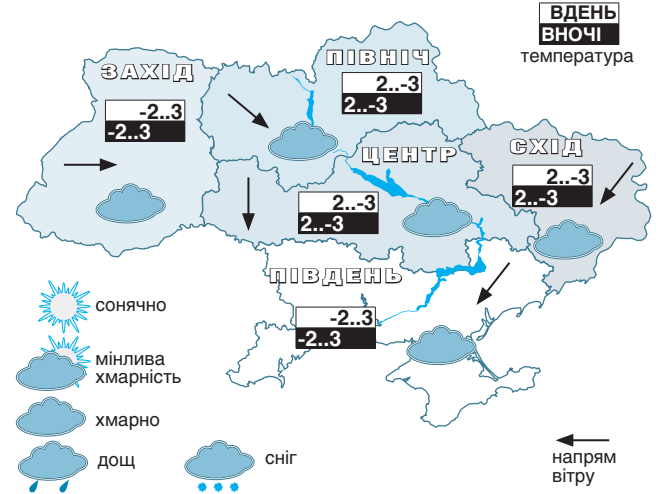 ВДЕНЬ
ВНОЧІ
температура
ПІВНІЧ
2..-3
2..-3
ЗАХІД
-2..3
-2..3
ЦЕНТР
2..-3
2..-3
СХІД
2..-3
2..-3
ПІВДЕНЬ
-2..3
-2..3
сонячно
мінлива
хмарність
хмарно
дощ
сніг
напрям
вітру